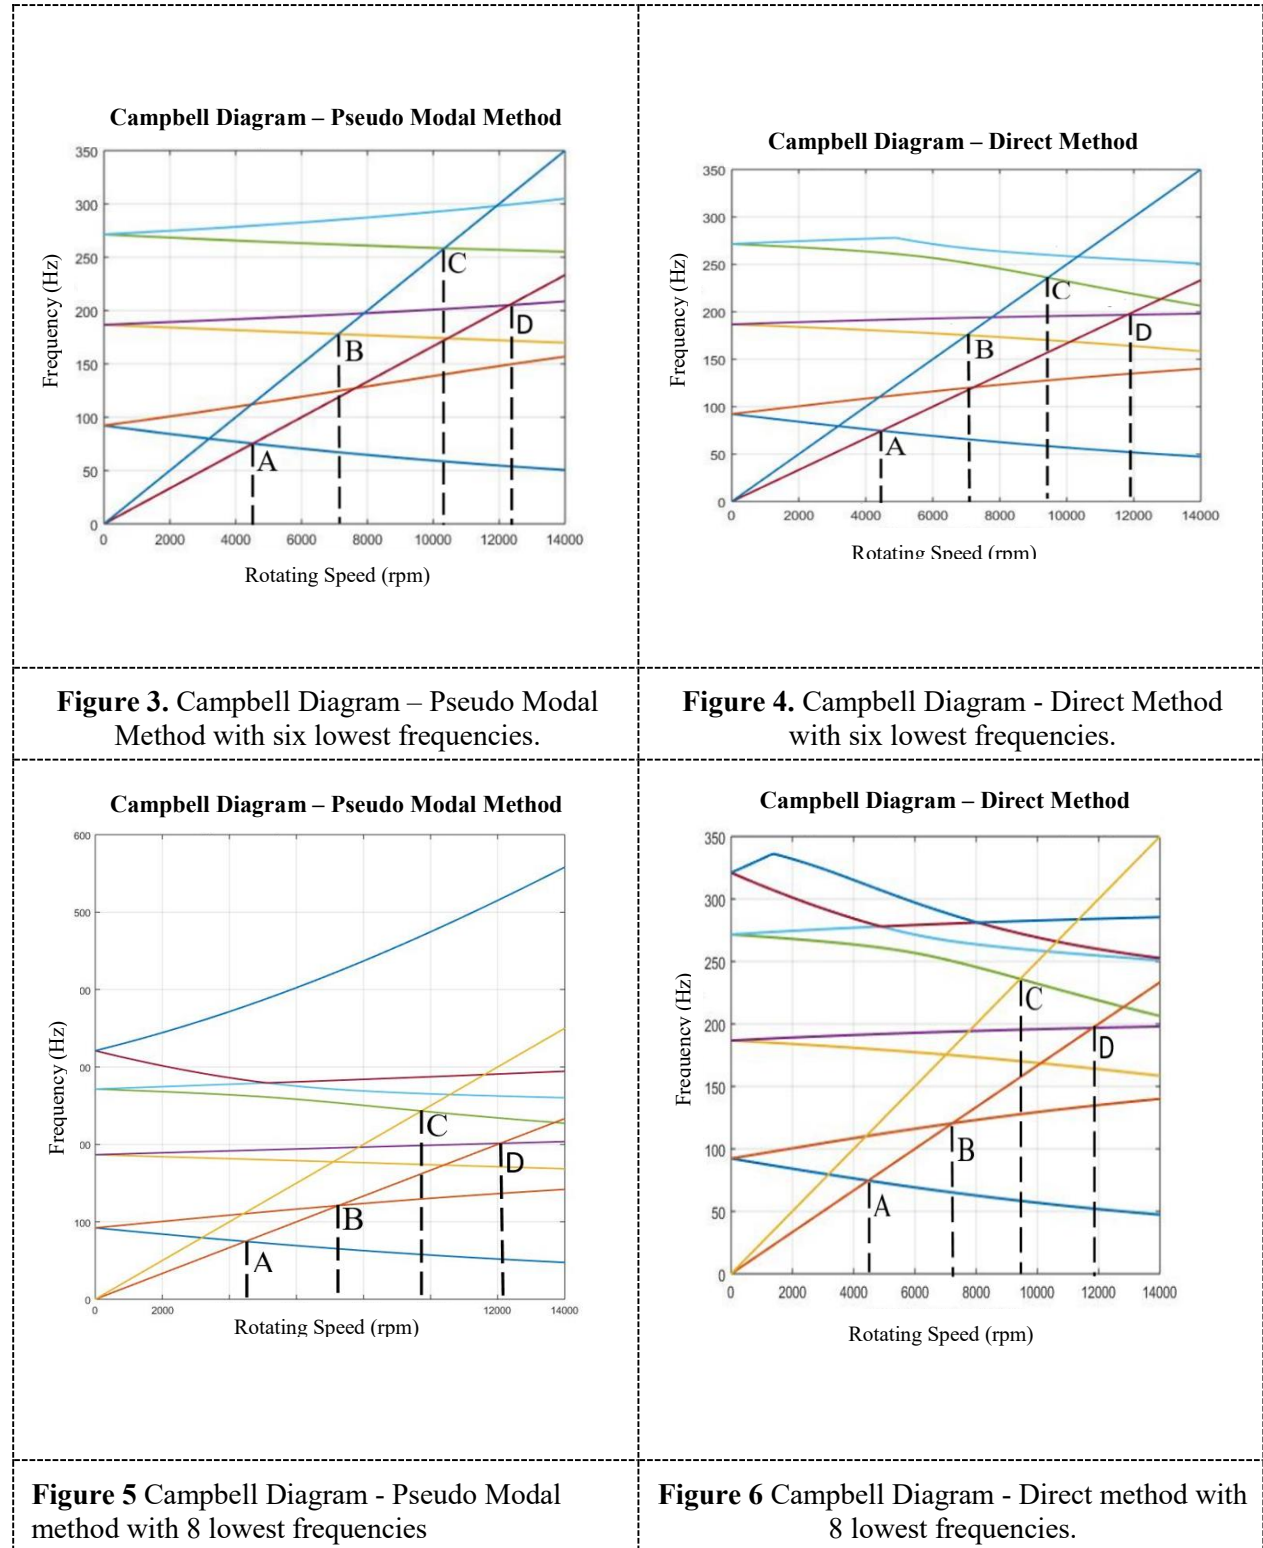 Campbell Diagram – Pseudo Modal Method
350
300
250
200
150
100
50
0
Frequency (Hz)
A
B
C
D
0 2000 4000 6000 8000 10000 12000 14000
Rotating Speed (rpm)
Campbell Diagram – Direct Method
350
300
250
200
150
100
50
0
Frequency (Hz)
A
B
C
D
0 2000 4000 6000 8000 10000 12000 14000
Rotating Speed (rpm)
Figure 3. Campbell Diagram – Pseudo Modal
Method with six lowest frequencies.
Figure 4. Campbell Diagram - Direct Method
with six lowest frequencies.
Campbell Diagram – Pseudo Modal Method
600
500
00
00
00
100
0
Frequency (Hz)
A
B
C
D
0 2000 12000 14000
Rotating Speed (rpm)
Campbell Diagram – Direct Method
350
300
250
200
150
100
50
0
Frequency (Hz)
A
B
C
D
0 2000 4000 6000 8000 10000 12000 14000
Rotating Speed (rpm)
Figure 5 Campbell Diagram - Pseudo Modal
method with 8 lowest frequencies
Figure 6 Campbell Diagram - Direct method with
8 lowest frequencies.